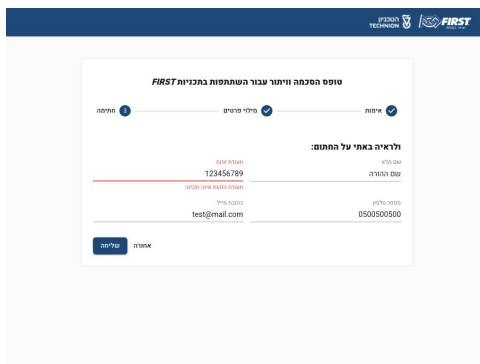 FIRST
הטכניון
TECHNION
טופס הסכמה וויתור עבור השתתפות בתכניות FIRST
אימות
מילוי פרטים
3 חתימה
ולראיה באתי על החתום:
שם מלא
שם ההורה
תעודת זהות
123456789
תעודת הזהות אינה תקינה
מספר טלפון
0500500500
כתובת מייל
test@mail.com
אחורה
שליחה